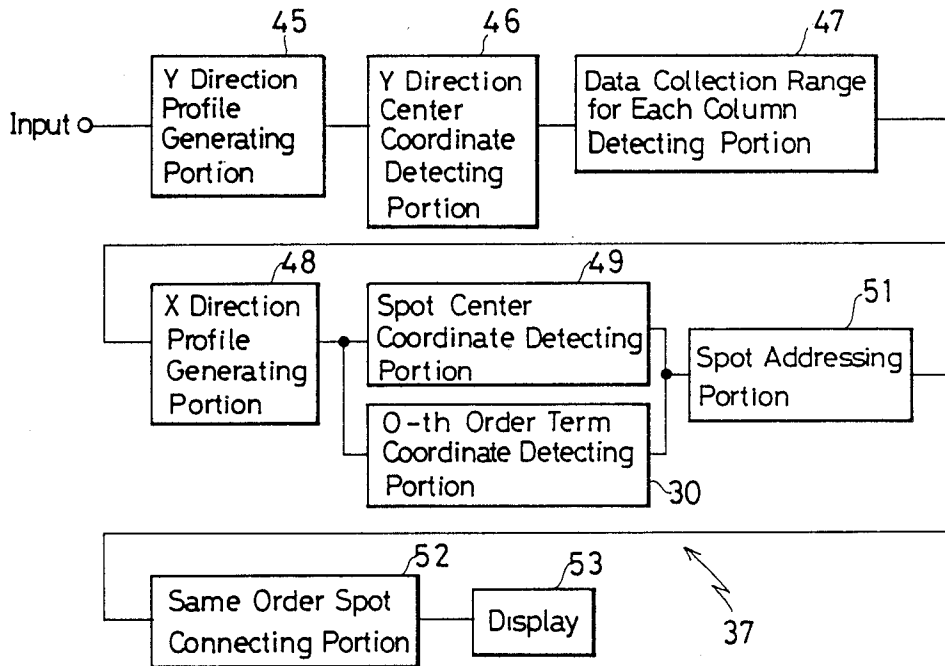 45
46
47
Input
Y Direction
Profile
Generating
Portion
Y Direction
Center
Coordinate
Detecting
Portion
Data Collection Range
for Each Column
Detecting Portion
48
49
51
X Direction
Profile
Generating
Portion
Spot Center
Coordinate Detecting
Portion
O-th Order Term
Coordinate Detecting
Portion
30
Spot Addressing
Portion
52
53
37
Same Order Spot
Connecting Portion
Display